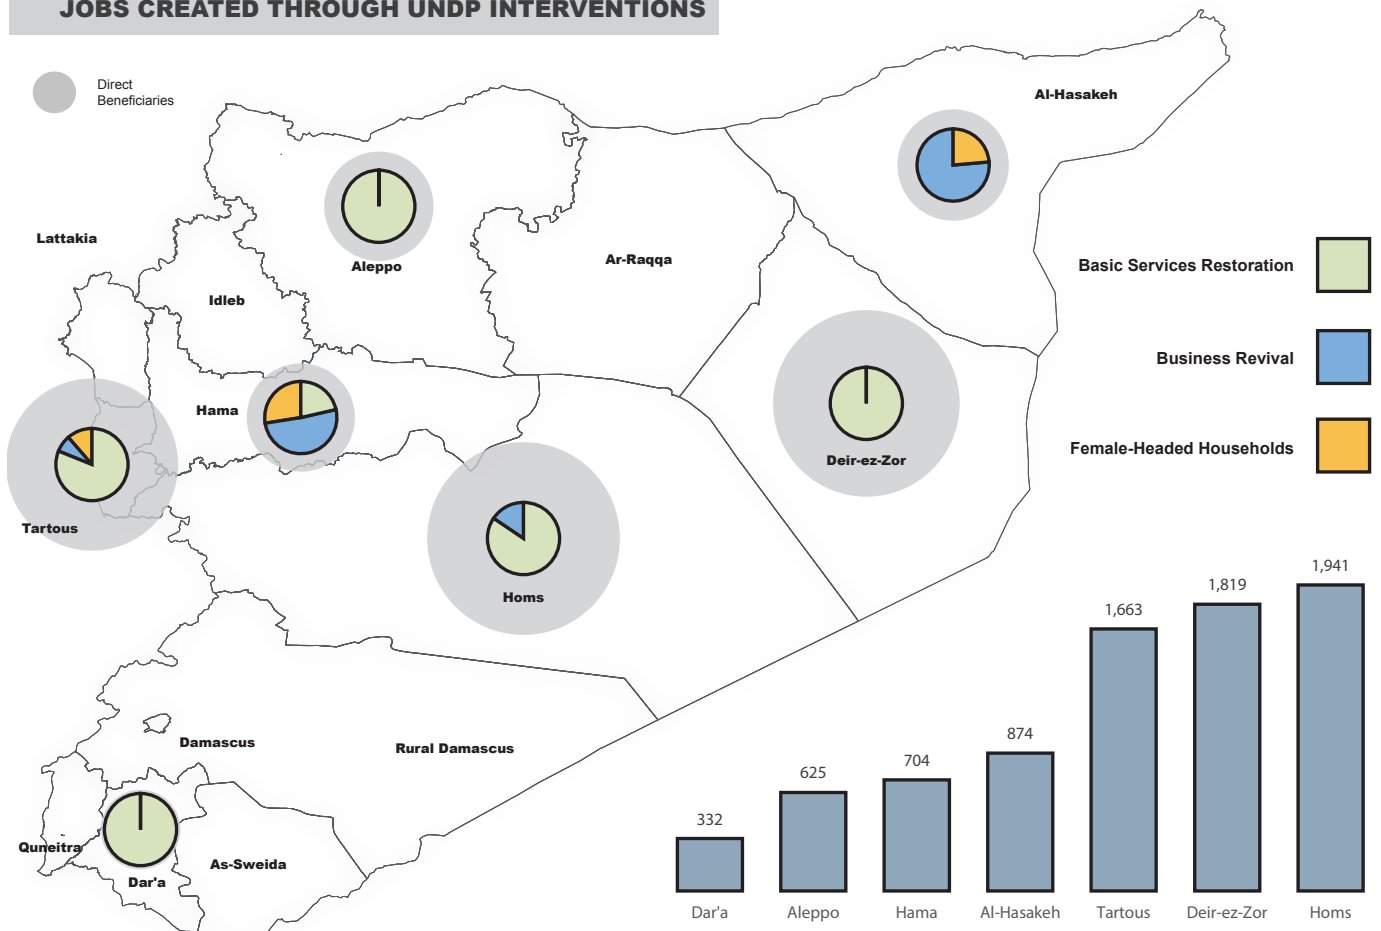 JOBS CREATED THROUGH UNDP INTERVENTIONS
Direct
Beneficiaries
Al-Hasakeh
Lattakia
Aleppo
Ar-Raqqa
Idleb
Basic Services Restoration
Business Revival
Hama
Female-Headed Households
Deir-ez-Zor
Tartous
Homs
Damascus
Rural Damascus
Quneitra
As-Sweida
Dar'a
332
625
704
874
1,663
1,819
1,941
Dar'a
Aleppo
Hama
Al-Hasakeh
Tartous
Deir-ez-Zor
Homs